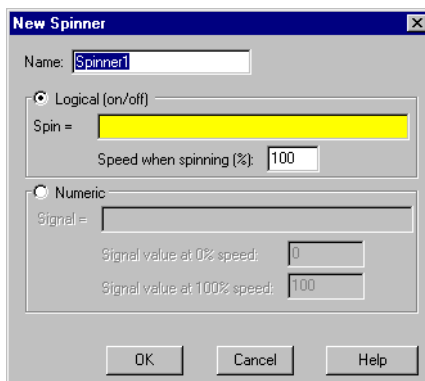 New Spinner
Name: Spinner1
Logical (on/off)
Spin =
Speed when spinning (%): 100
Numeric
Signal =
Signal value at 0% speed: 0
Signal value at 100% speed: 100
OK Cancel Help